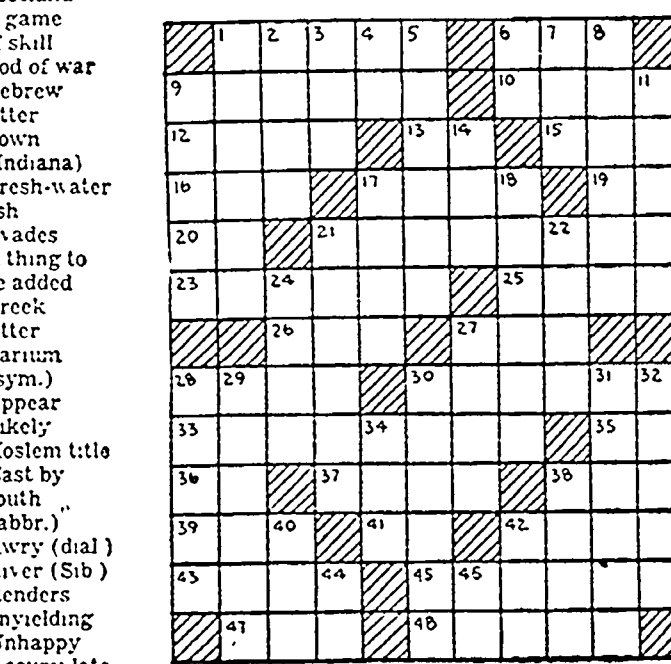 game
f skill
od of war
ebrew
tter
own
Indiana)
resh-water
sh
vades
thing to
e added
reek
tter
arium
sym.)
ppear
ikely
Moslem title
East by
outh
abbr.)
wry (dial )
iver (Sib )
enders
nyielding
Unhappy
1 2 3 4 5 6 7 8
9 10 11
12 13 14 15
16 17 18 19
20 21 22
23 24 25
26 27
28 29 30 31 32
33 34 35
36 37 38
39 40 41 42
43 44 45 45
47 48